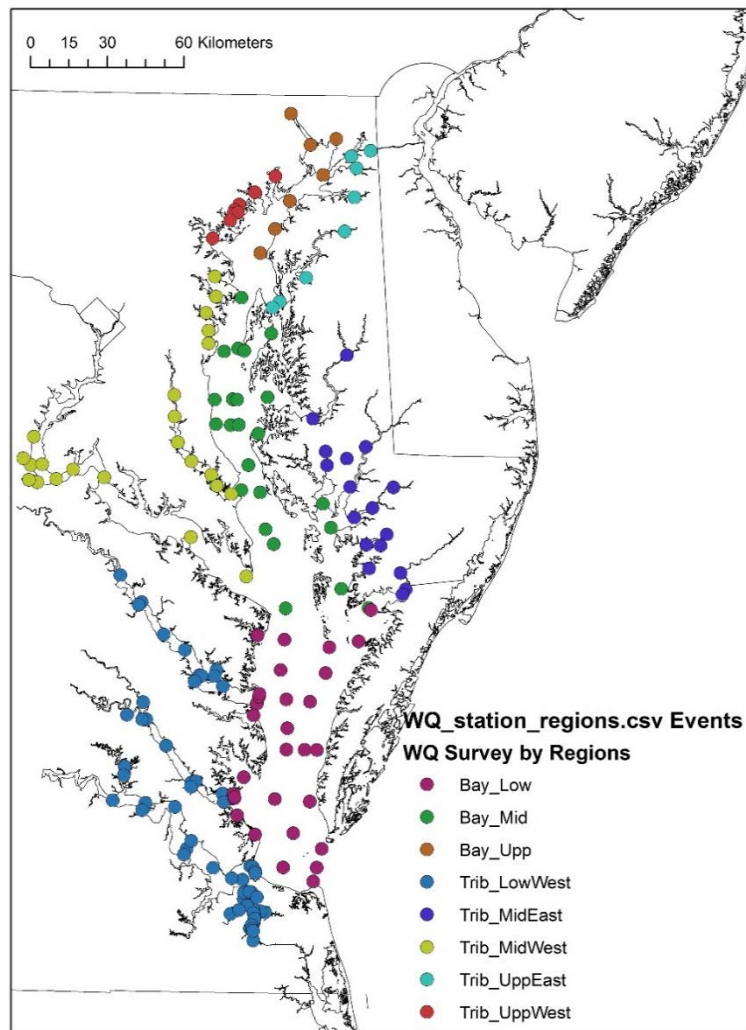 0 15 30 60 Kilometers
WQ_station_regions.csv Events
WQ Survey by Regions
Bay_Low
Bay_Mid
Bay_Upp
Trib_LowWest
Trib_MidEast
Trib_MidWest
Trib_UppEast
Trib_UppWest